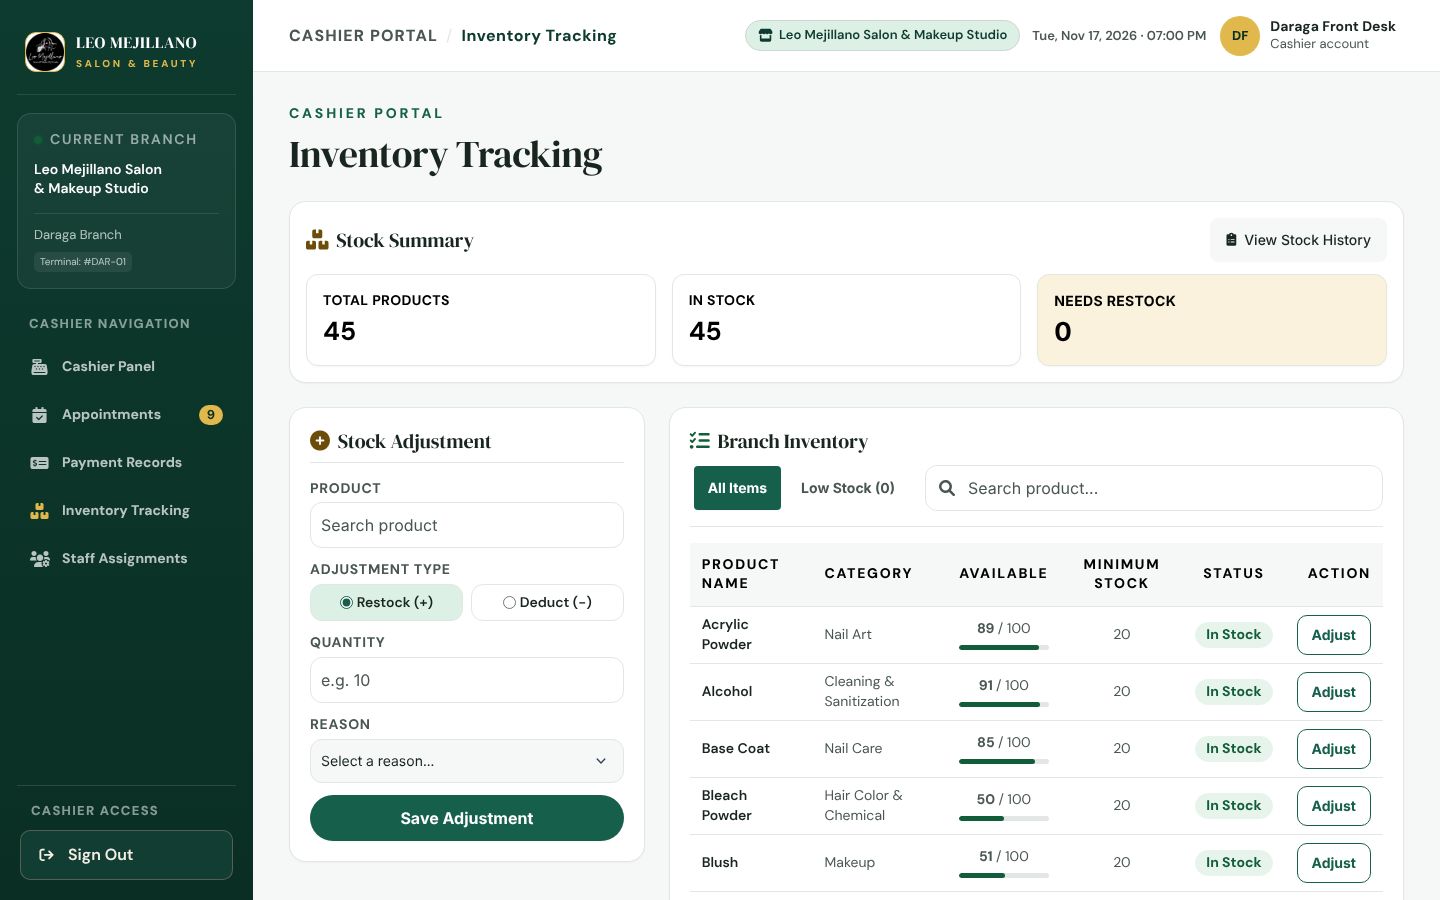 LEO MEJILLANO
SALON & BEAUTY
CURRENT BRANCH
Leo Mejillano Salon
& Makeup Studio
Daraga Branch
Terminal: #DAR-01
CASHIER NAVIGATION
Cashier Panel
Appointments 9
Payment Records
Inventory Tracking
Staff Assignments
CASHIER ACCESS
Sign Out
CASHIER PORTAL / Inventory Tracking
Leo Mejillano Salon & Makeup Studio
Tue, Nov 17, 2026 · 07:00 PM
DF
Daraga Front Desk
Cashier account
CASHIER PORTAL
Inventory Tracking
Stock Summary
View Stock History
TOTAL PRODUCTS
45
IN STOCK
45
NEEDS RESTOCK
0
Stock Adjustment
PRODUCT
Search product
ADJUSTMENT TYPE
Restock (+)
Deduct (−)
QUANTITY
e.g. 10
REASON
Select a reason...
Save Adjustment
Branch Inventory
All Items
Low Stock (0)
Search product...
PRODUCT NAME CATEGORY AVAILABLE MINIMUM STOCK STATUS ACTION
Acrylic Powder Nail Art 89 / 100 20 In Stock Adjust
Alcohol Cleaning & Sanitization 91 / 100 20 In Stock Adjust
Base Coat Nail Care 85 / 100 20 In Stock Adjust
Bleach Powder Hair Color & Chemical 50 / 100 20 In Stock Adjust
Blush Makeup 51 / 100 20 In Stock Adjust